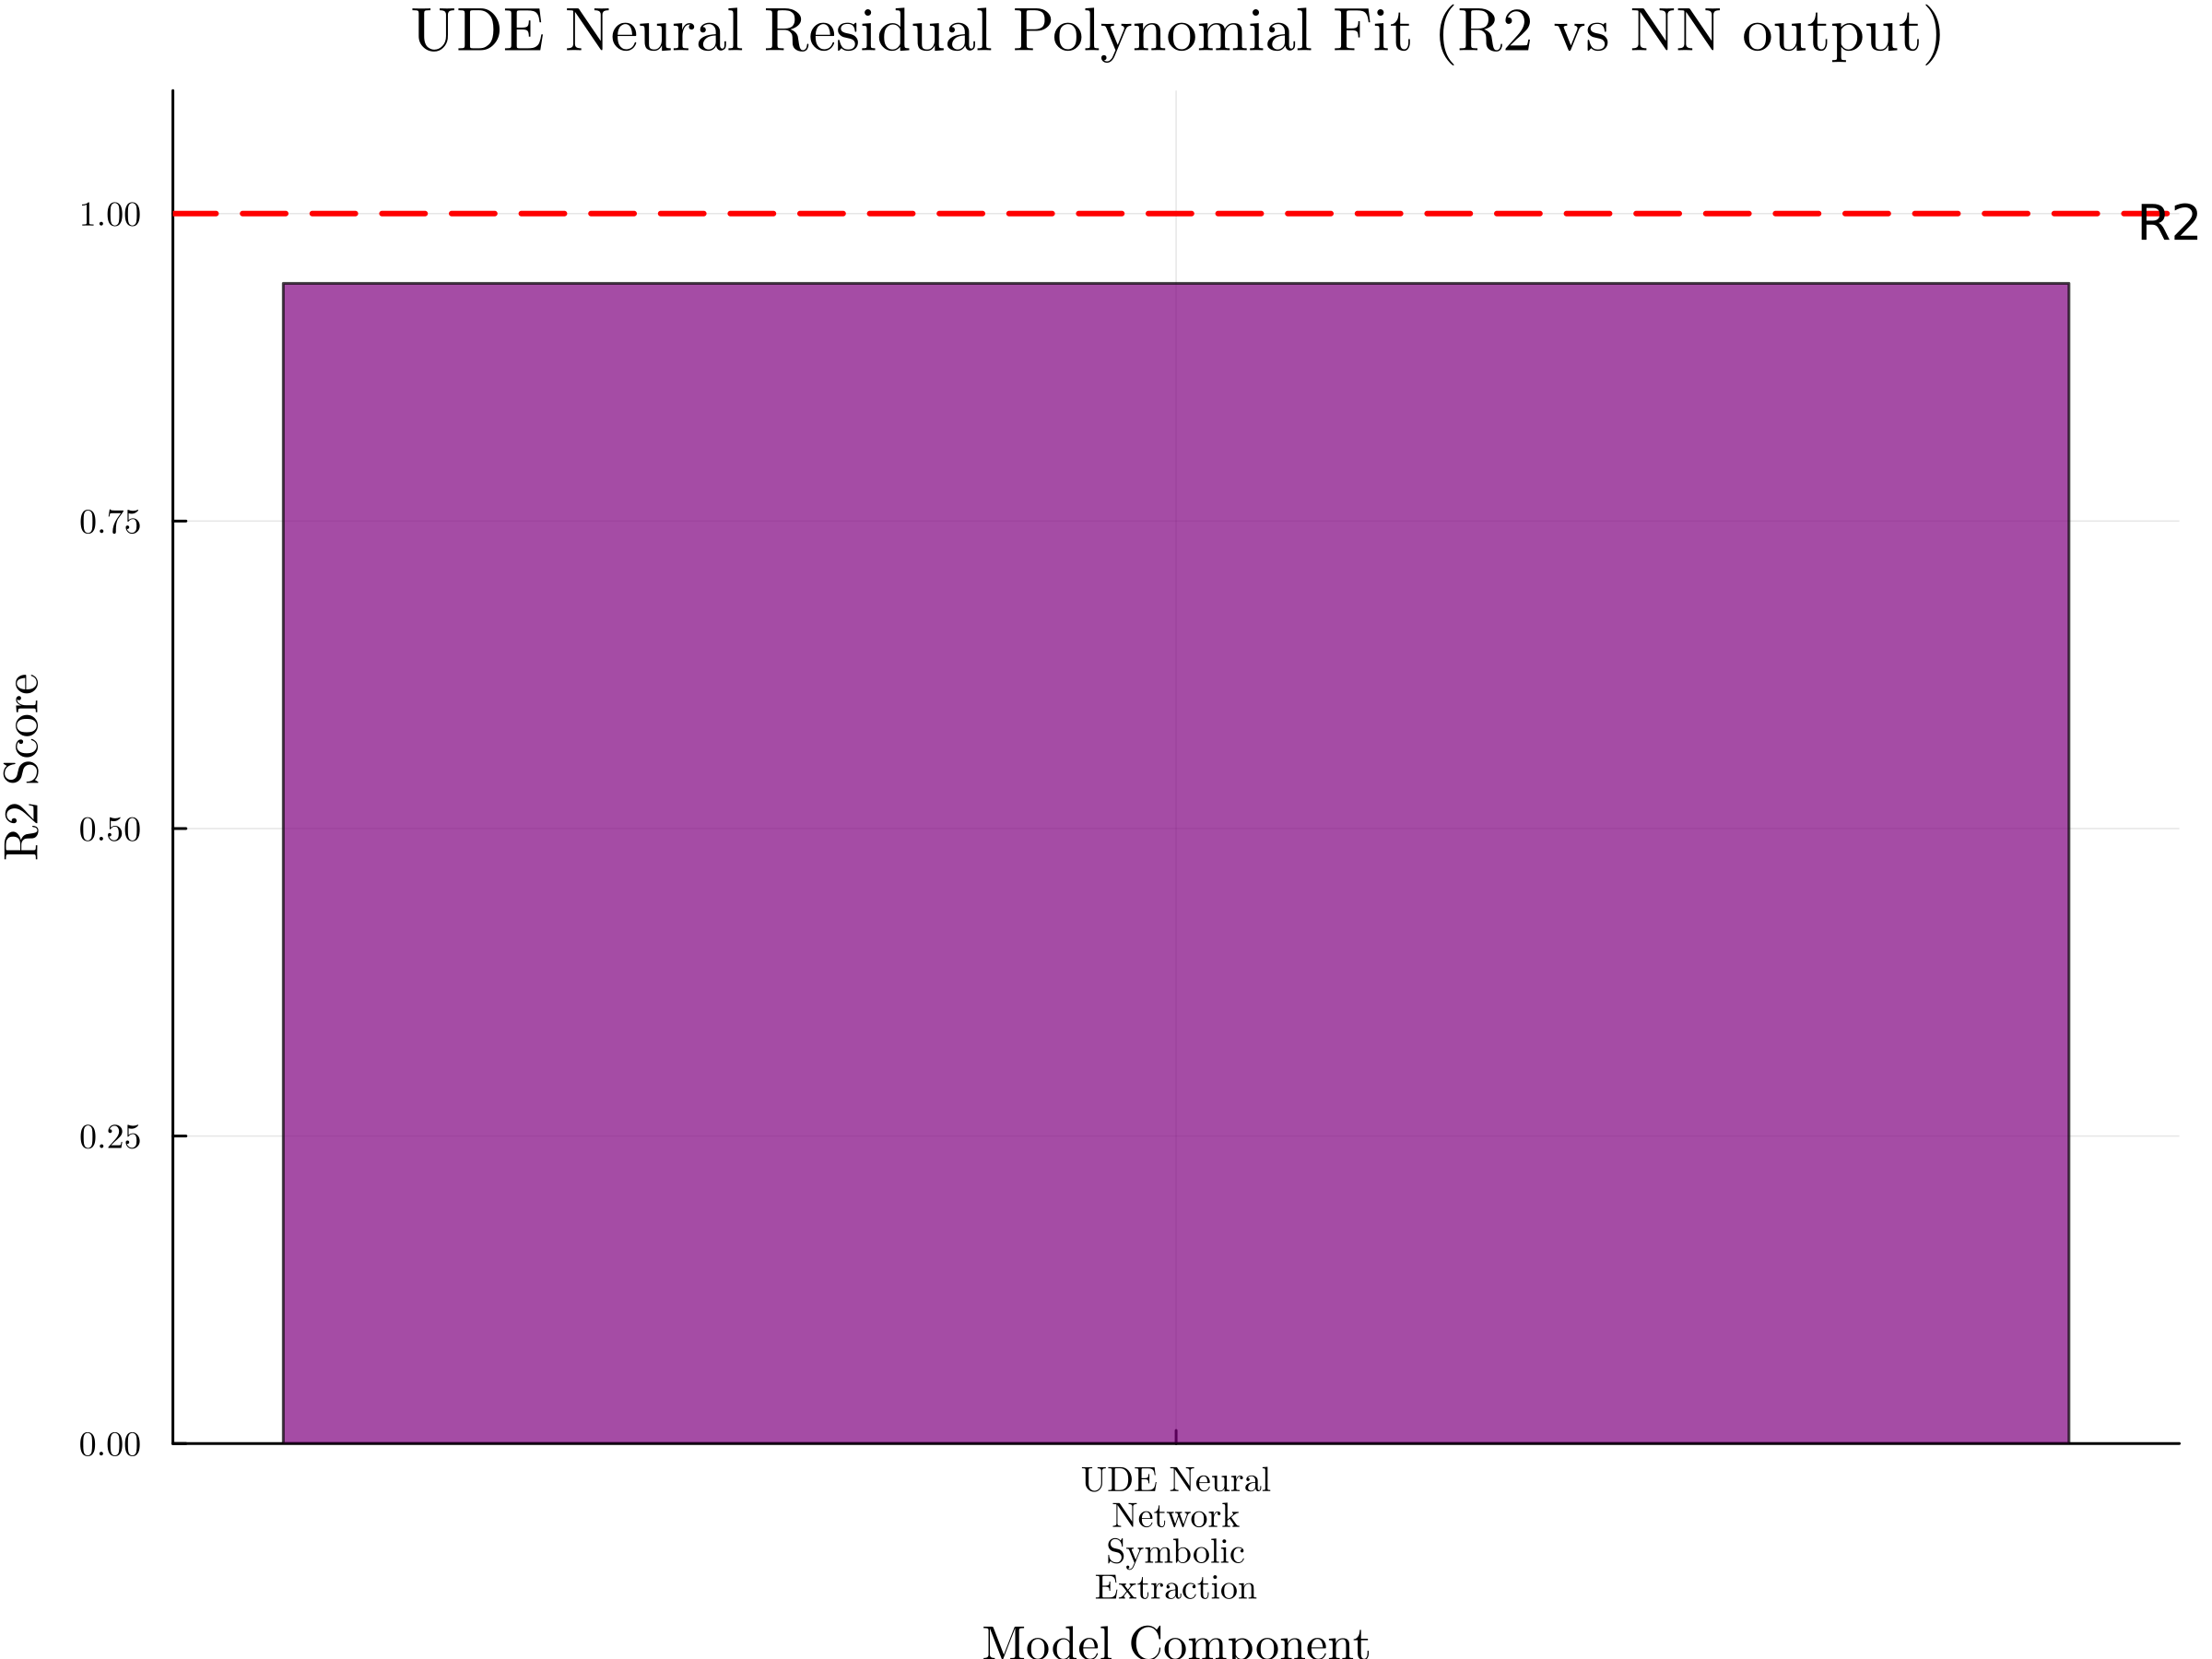 UDE Neural Residual Polynomial Fit (R2 vs NN output)
1.00
R2
0.75
R2 Score
0.50
0.25
0.00
UDE Neural
Network
Symbolic
Extraction
Model Component